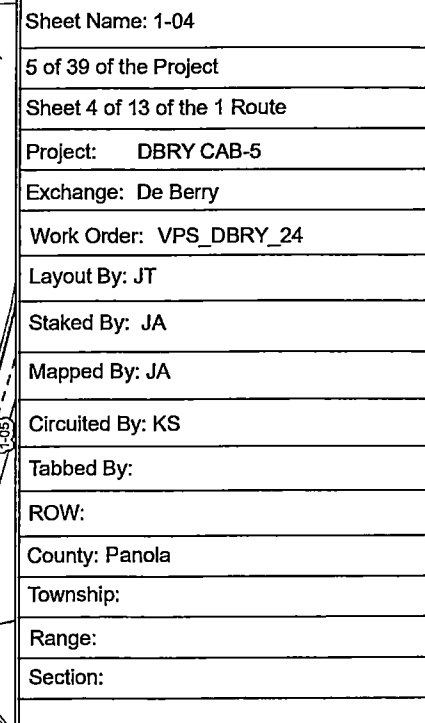 Sheet Name: 1-04
5 of 39 of the Project
Sheet 4 of 13 of the 1 Route
Project: DBRY CAB-5
Exchange: De Berry
Work Order: VPS_DBRY_24
Layout By: JT
Staked By: JA
Mapped By: JA
Circuited By: KS
1-05
Tabbed By:
ROW:
County: Panola
Township:
Range:
Section: